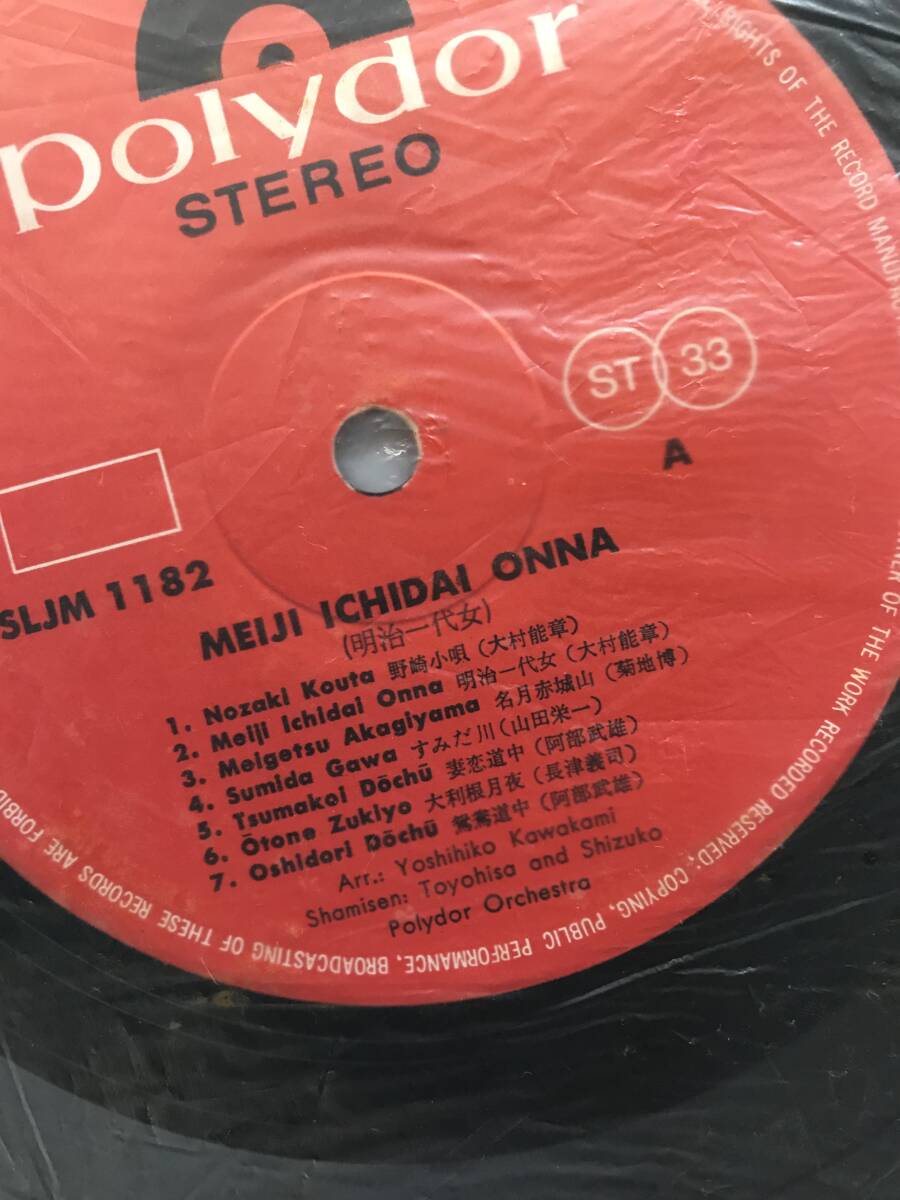 polydor
STEREO
ST 33
A
SLJM 1182
MEIJI ICHIDAI ONNA
(明治一代女)
1. Nozaki Kouta 野崎小唄 (大村能章)
2. Meiji Ichidai Onna 明治一代女 (大村能章)
3. Meigetsu Akagiyama 名月赤城山 (菊地博)
4. Sumida Gawa すみだ川 (山田栄一)
5. Tsumakoi Dōchū 妻恋道中 (阿部武雄)
6. Ōtone Zukiyo 大利根月夜 (長津義司)
7. Oshidori Dōchū 鴛鴦道中 (阿部武雄)
Arr.: Yoshihiko Kawakami
Shamisen: Toyohisa and Shizuko
Polydor Orchestra
RIGHTS OF THE RECORD
OF THE WORK RECORDED RESERVED; COPYING, PUBLIC PERFORMANCE, BROADCASTING OF THESE RECORDS ARE